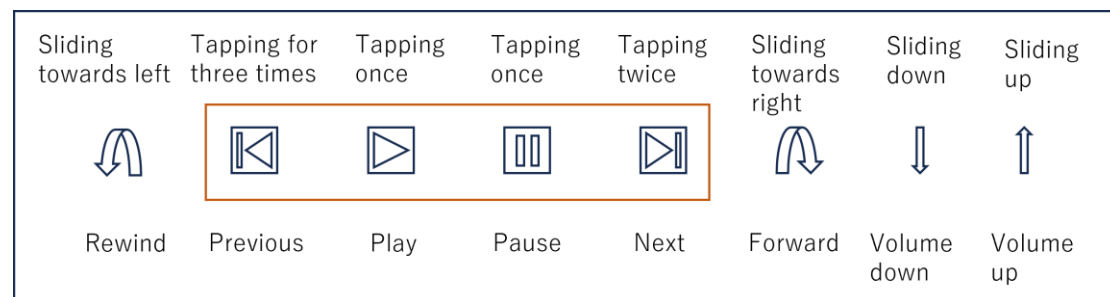 Sliding
towards left
Tapping for
three times
Tapping
once
Tapping
once
Tapping
twice
Sliding
towards
right
Sliding
down
Sliding
up
Rewind
Previous
Play
Pause
Next
Forward
Volume
down
Volume
up